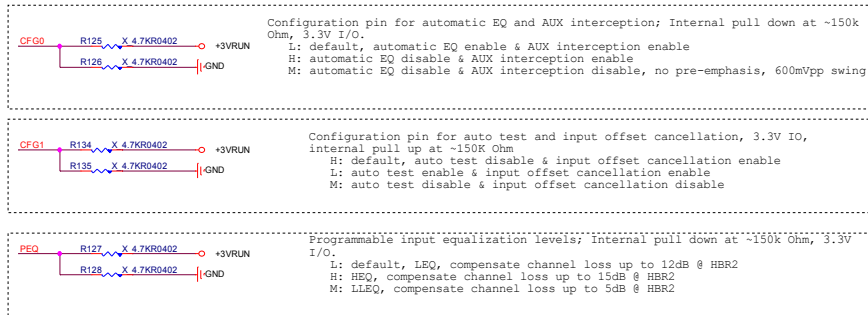 Configuration pin for automatic EQ and AUX interception; Internal pull down at ~150k
Ohm, 3.3V I/O.
L: default, automatic EQ enable & AUX interception enable
H: automatic EQ disable & AUX interception enable
M: automatic EQ disable & AUX interception disable, no pre-emphasis, 600mVpp swing
CFG0 R125 X_4.7KR0402 +3VRUN
R126 X_4.7KR0402 GND
Configuration pin for auto test and input offset cancellation, 3.3V IO,
internal pull up at ~150K Ohm
H: default, auto test disable & input offset cancellation enable
L: auto test enable & input offset cancellation enable
M: auto test disable & input offset cancellation disable
CFG1 R134 X_4.7KR0402 +3VRUN
R135 X_4.7KR0402 GND
Programmable input equalization levels; Internal pull down at ~150k Ohm, 3.3V
I/O.
L: default, LEQ, compensate channel loss up to 12dB @ HBR2
H: HEQ, compensate channel loss up to 15dB @ HBR2
M: LLEQ, compensate channel loss up to 5dB @ HBR2
PEQ R127 X_4.7KR0402 +3VRUN
R128 X_4.7KR0402 GND